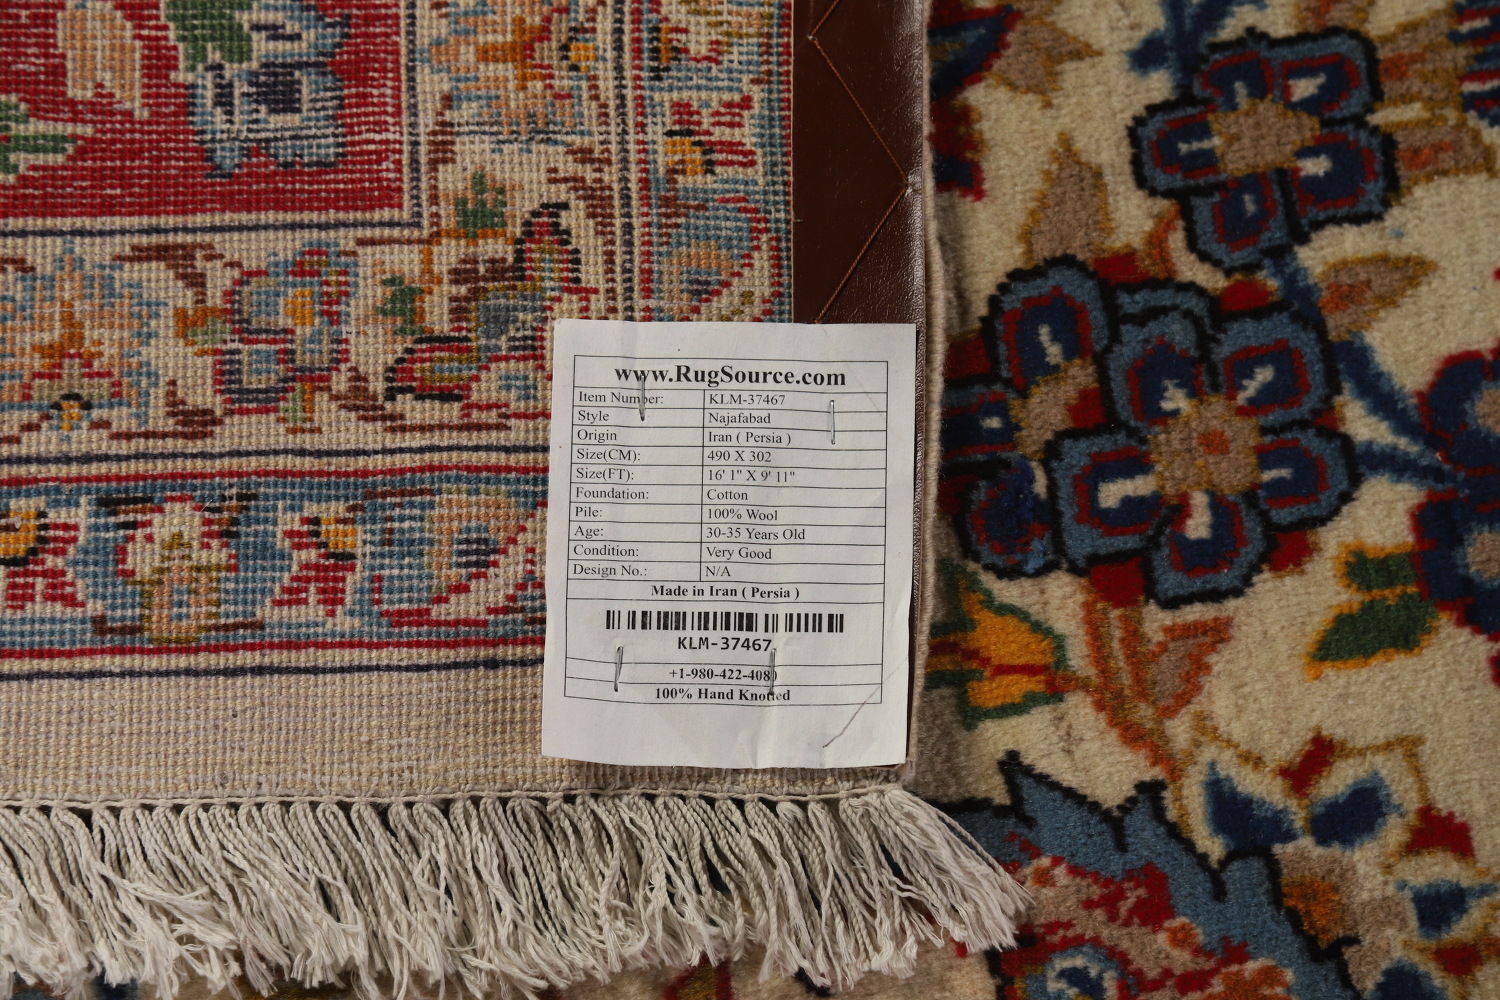 www.RugSource.com
Item Number: KLM-37467
Style Najafabad
Origin Iran ( Persia )
Size(CM): 490 X 302
Size(FT): 16' 1" X 9' 11"
Foundation: Cotton
Pile: 100% Wool
Age: 30-35 Years Old
Condition: Very Good
Design No.: N/A
Made in Iran ( Persia )
KLM-37467
+1-980-422-4080
100% Hand Knotted